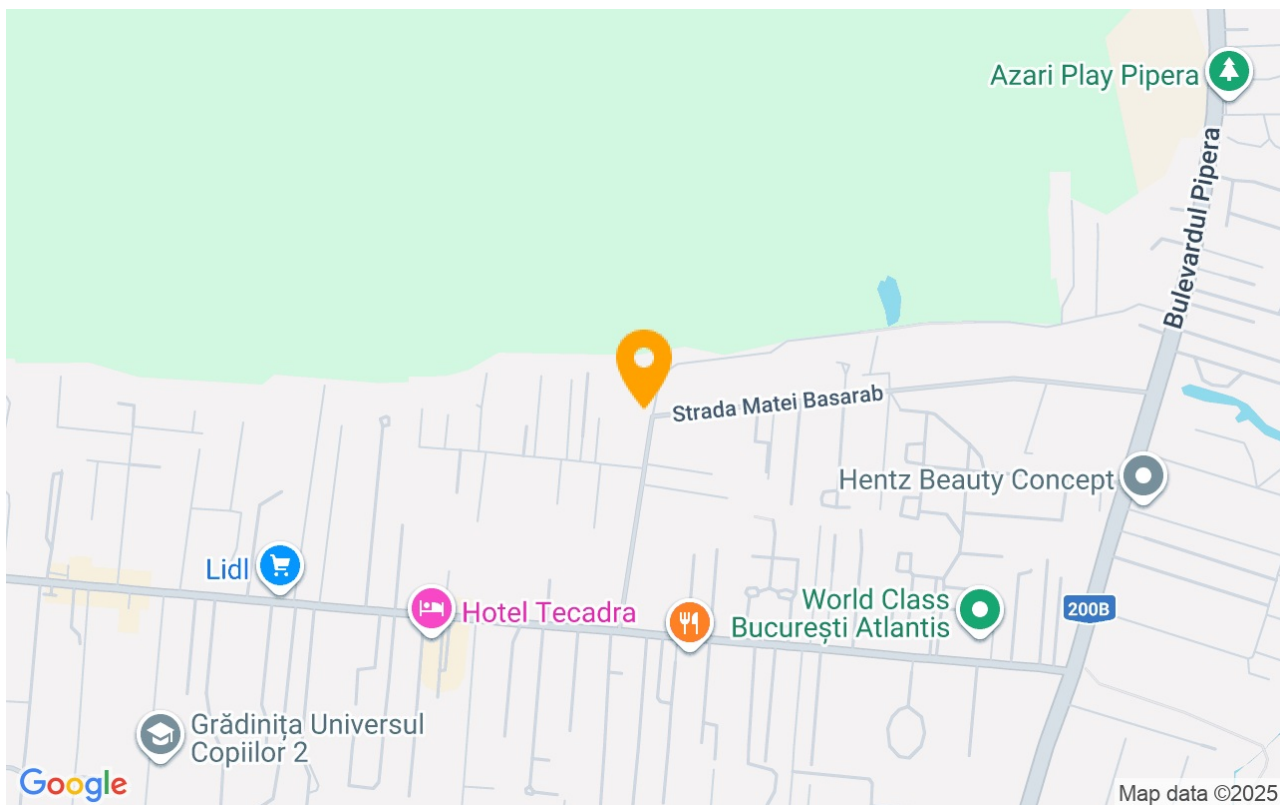 Azari Play Pipera
Bulevardul Pipera
Strada Matei Basarab
Hentz Beauty Concept
Lidl
Hotel Tecadra
World Class
București Atlantis
200B
Grădinița Universul
Copiilor 2
Google
Map data ©2025